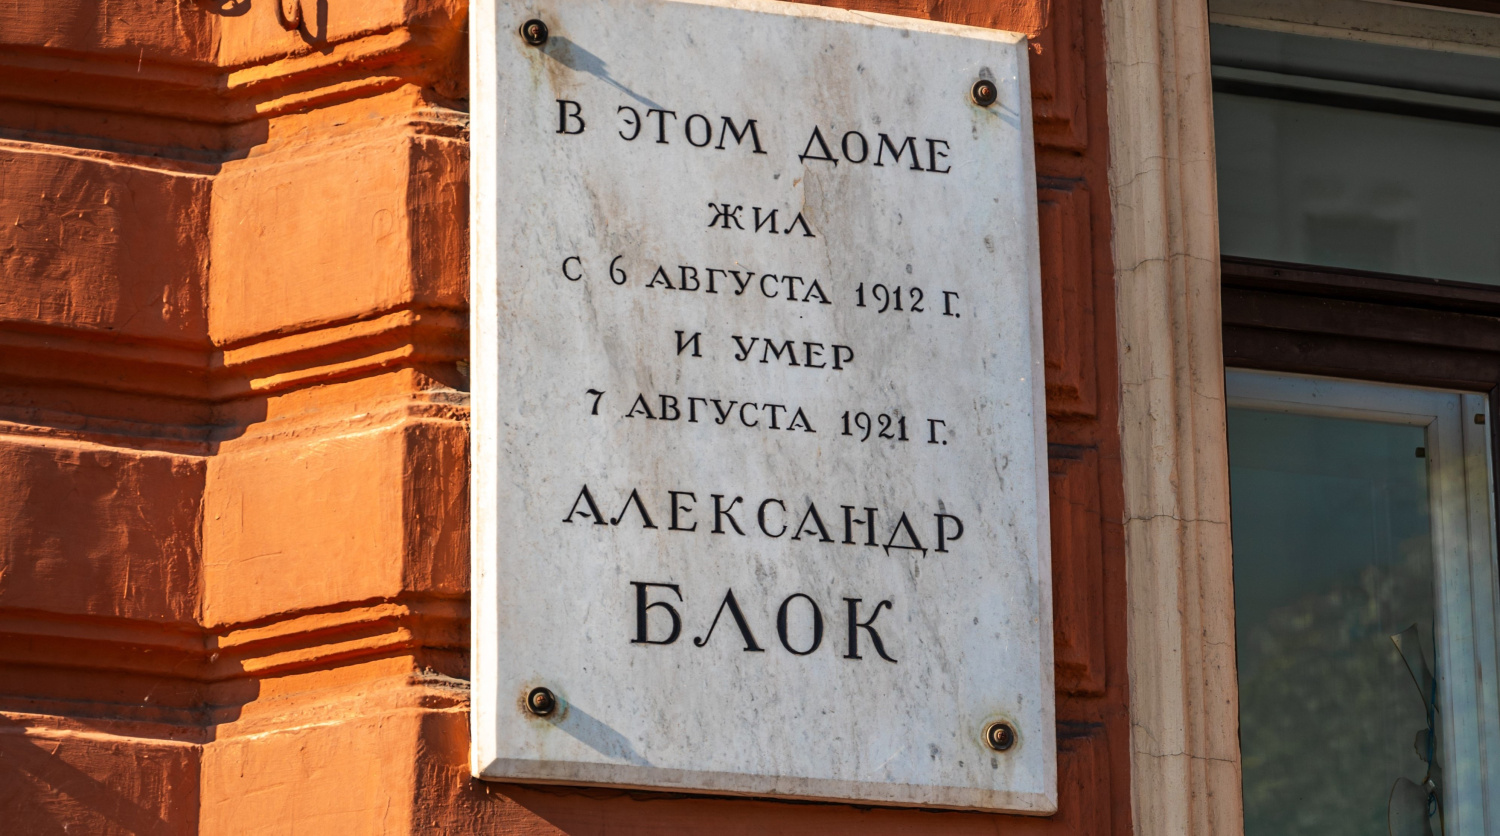 В ЭТОМ ДОМЕ
ЖИЛ
С 6 АВГУСТА 1912 Г.
И УМЕР
7 АВГУСТА 1921 Г.
АЛЕКСАНДР
БЛОК